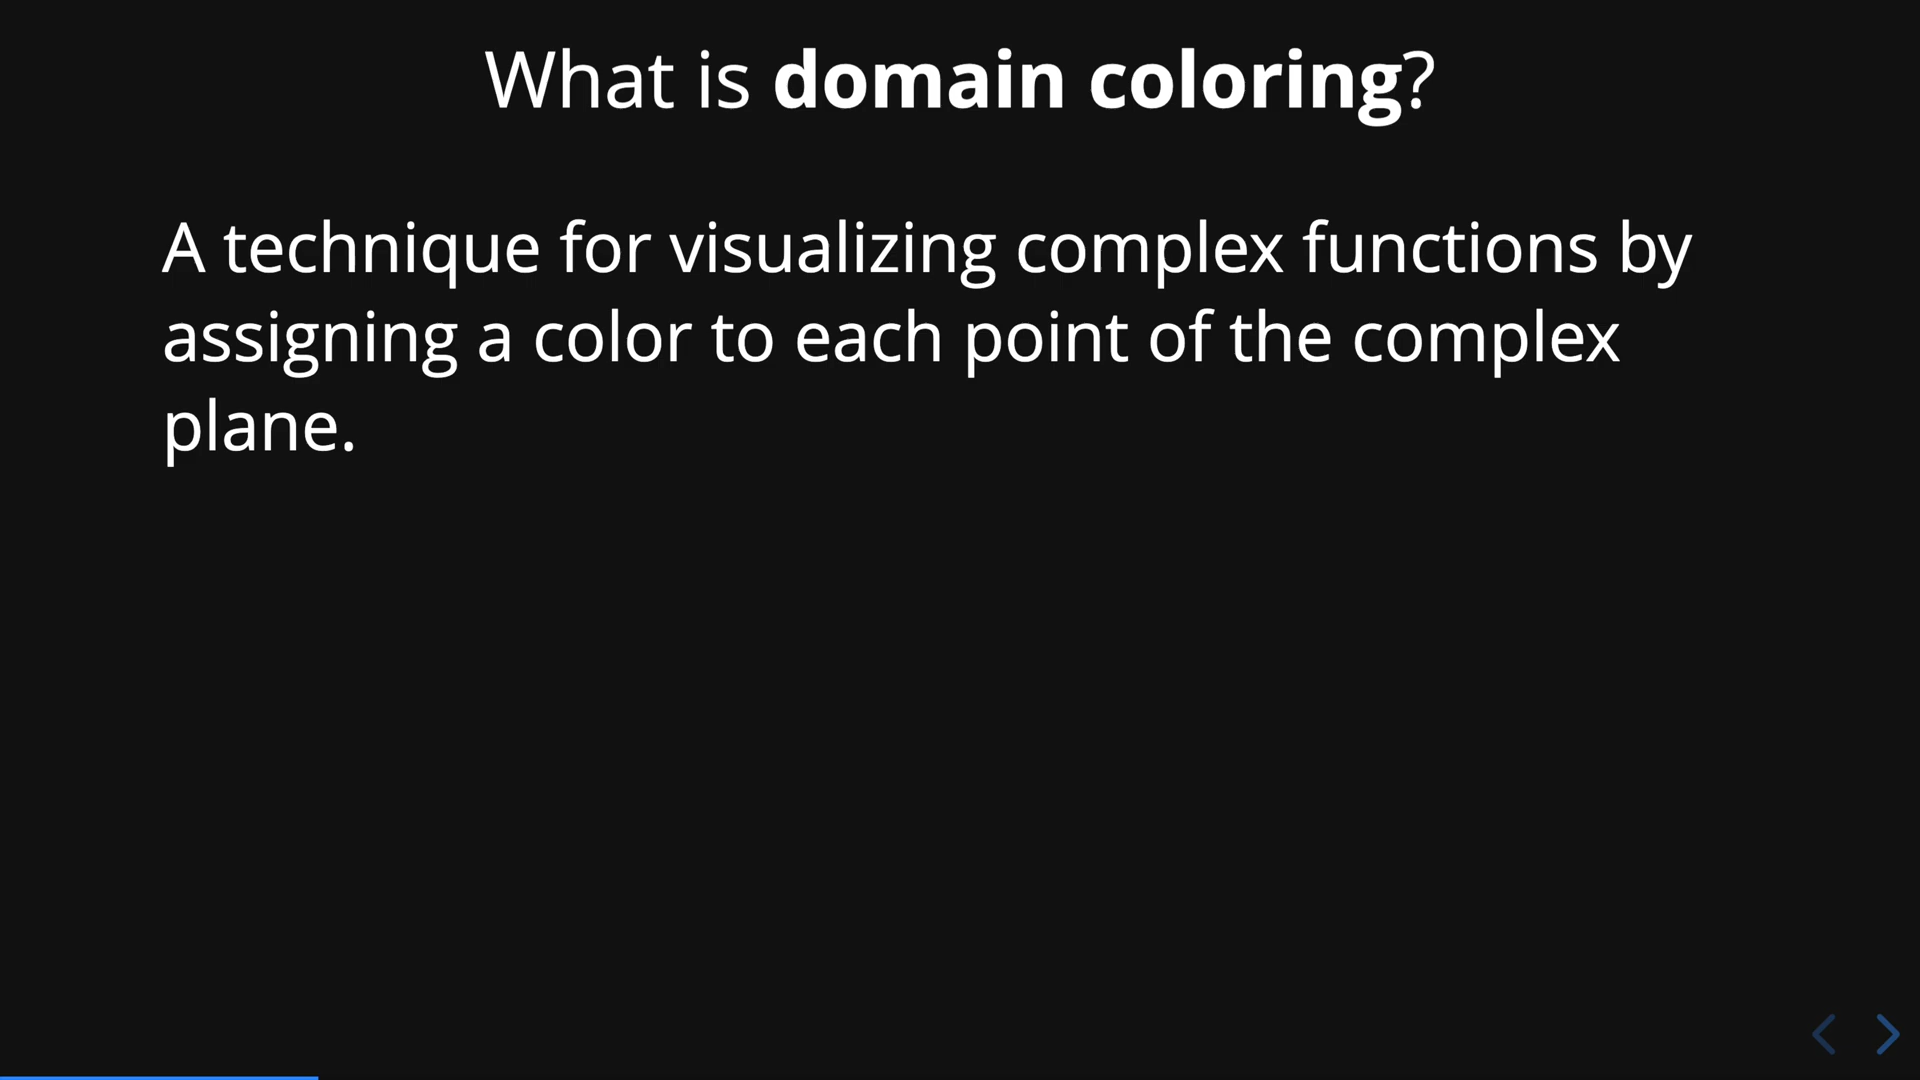 What is domain coloring?
A technique for visualizing complex functions by
assigning a color to each point of the complex
plane.